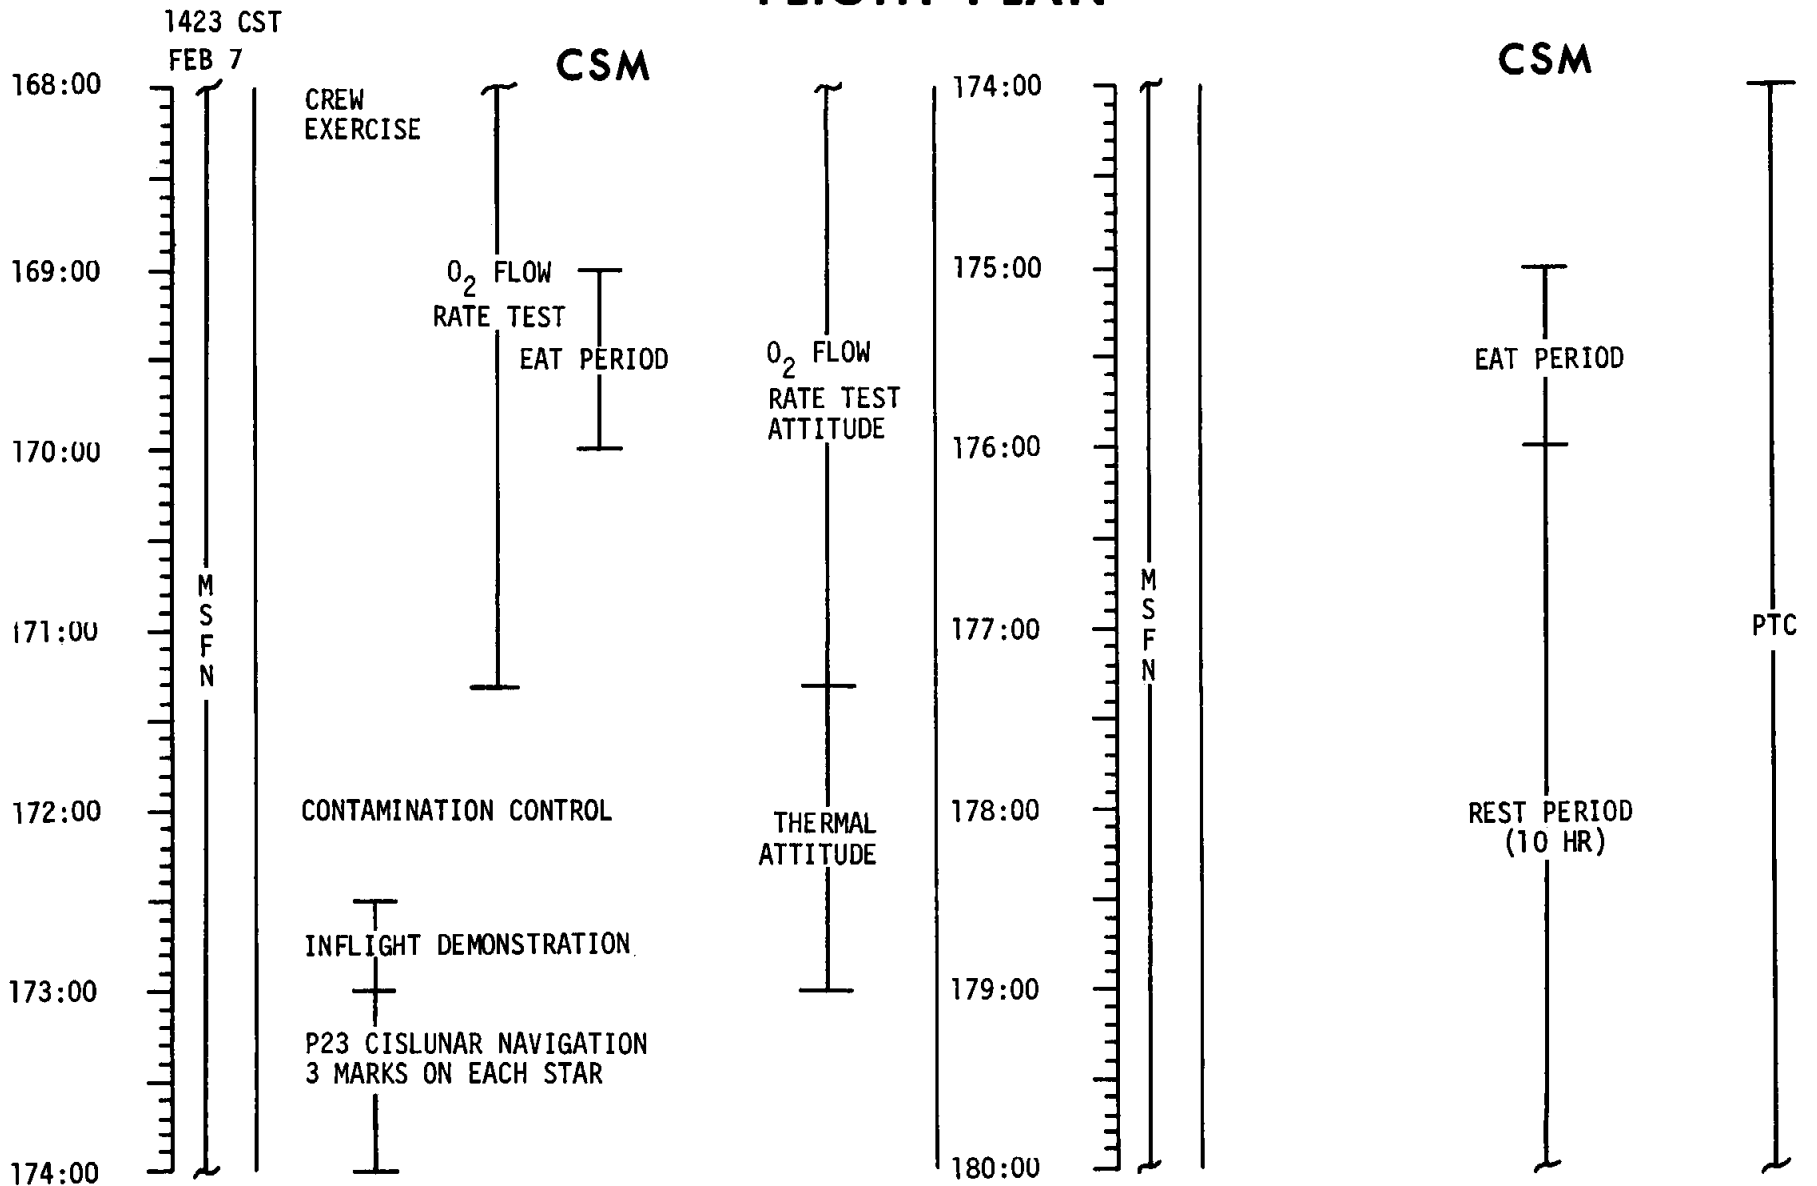 FLIGHT PLAN
1423 CST
FEB 7
CSM
168:00
CREW
EXERCISE
169:00
O2 FLOW
RATE TEST
EAT PERIOD
O2 FLOW
RATE TEST
ATTITUDE
170:00
M
S
F
N
171:00
172:00
CONTAMINATION CONTROL
THERMAL
ATTITUDE
INFLIGHT DEMONSTRATION
173:00
P23 CISLUNAR NAVIGATION
3 MARKS ON EACH STAR
174:00
CSM
174:00
175:00
EAT PERIOD
176:00
M
S
F
N
177:00
PTC
178:00
REST PERIOD
(10 HR)
179:00
180:00